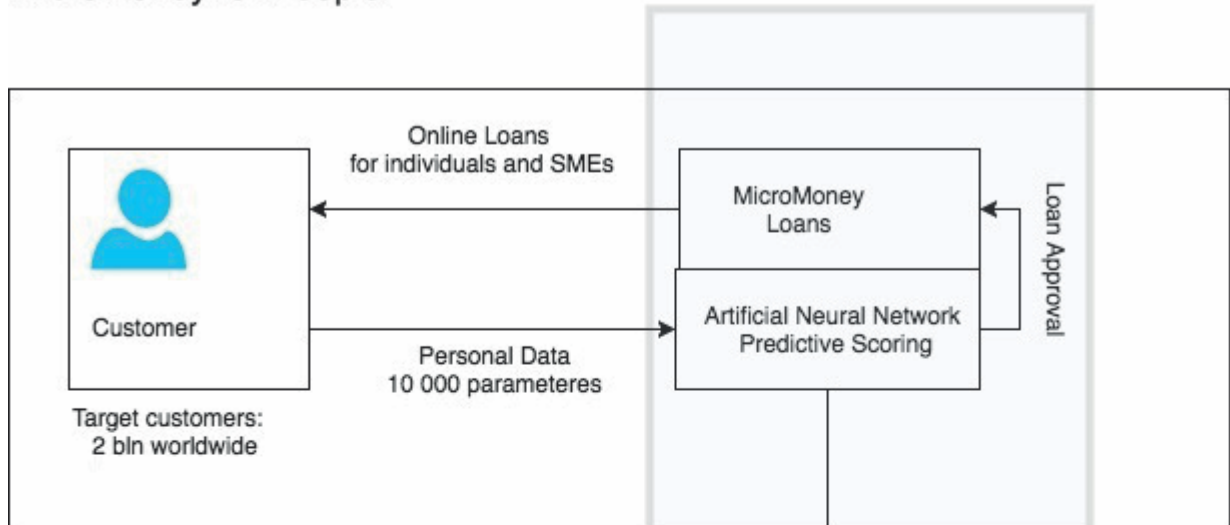 Online Loans
for individuals and SMEs
MicroMoney
Loans
Loan Approval
Customer
Artificial Neural Network
Predictive Scoring
Personal Data
10 000 parameteres
Target customers:
2 bln worldwide